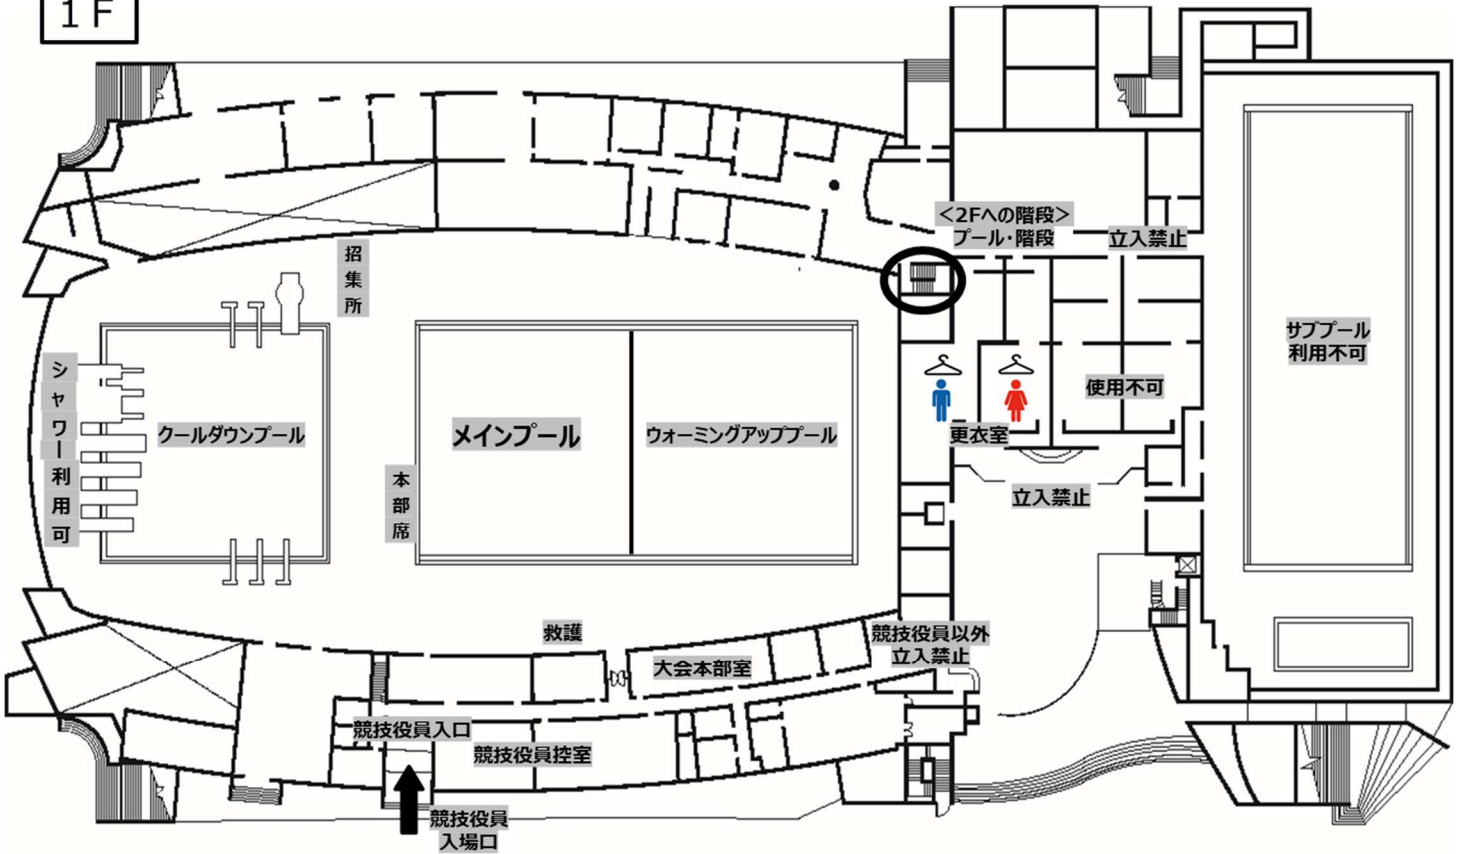 1F
<2Fへの階段>
プール・階段
立入禁止
招集所
サブプール
利用不可
シャワー利用可
クールダウンプール
メインプール
ウォーミングアッププール
使用不可
更衣室
本部席
立入禁止
救護
大会本部室
競技役員以外
立入禁止
競技役員入口
競技役員控室
競技役員
入場口